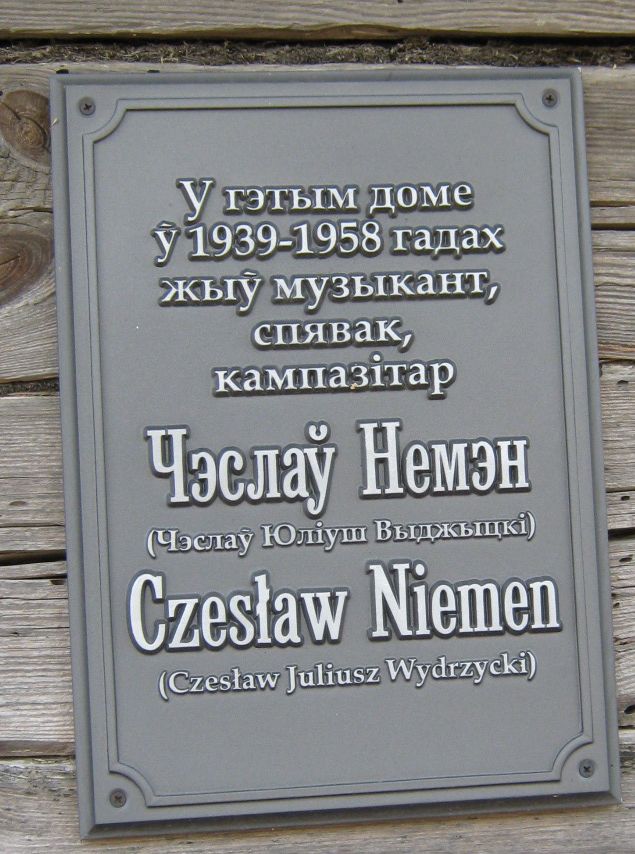 У гэтым доме
ў 1939-1958 гадах
жыў музыкант,
спявак,
кампазітар
Чэслаў Немэн
(Чэслаў Юліуш Выджыцкі)
Czesław Niemen
(Czesław Juliusz Wydrzycki)